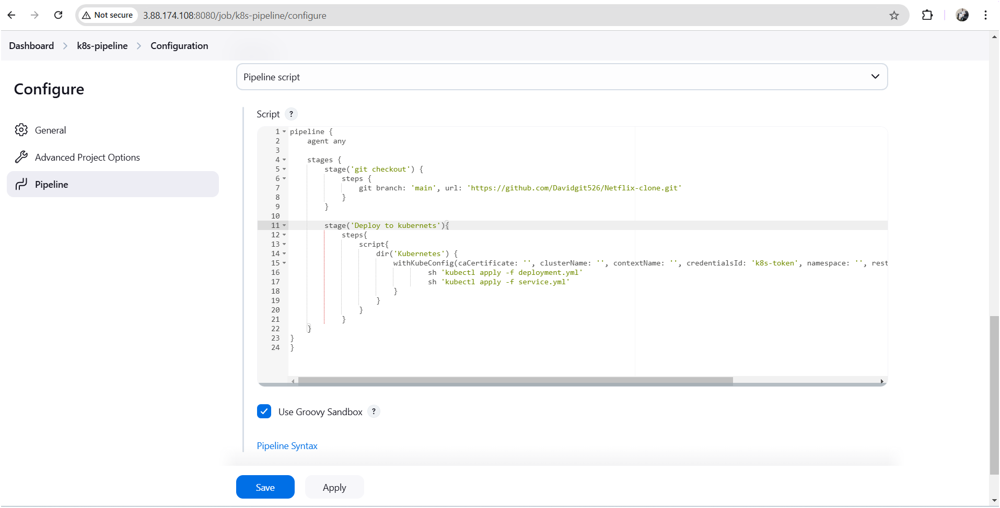 Not secure 3.88.174.108:8080/job/k8s-pipeline/configure
Dashboard k8s-pipeline Configuration
Configure
General
Advanced Project Options
Pipeline
Pipeline script
Script ?
1 pipeline {
2     agent any
3
4     stages {
5         stage('git checkout') {
6             steps {
7                 git branch: 'main', url: 'https://github.com/Davidgit526/Netflix-clone.git'
8             }
9         }
10
11         stage('Deploy to kubernets'){
12             steps{
13                 script{
14                     dir('Kubernetes') {
15                         withKubeConfig(caCertificate: '', clusterName: '', contextName: '', credentialsId: 'k8s-token', namespace: '', rest
16                                 sh 'kubectl apply -f deployment.yml'
17                                 sh 'kubectl apply -f service.yml'
18                         }
19                     }
20                 }
21             }
22     }
23 }
24 }
Use Groovy Sandbox ?
Pipeline Syntax
Save Apply